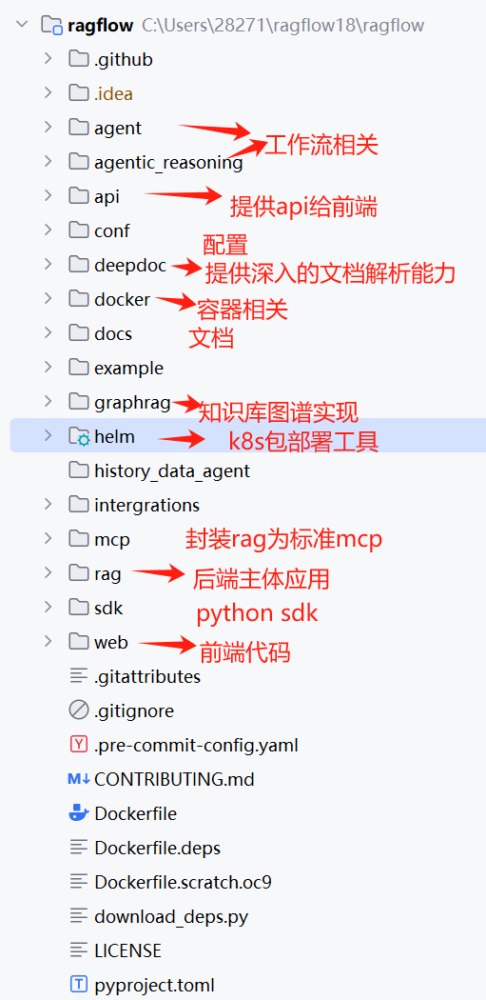 ragflow C:\Users\28271\ragflow18\ragflow
.github
.idea
agent
工作流相关
agentic_reasoning
api
提供api给前端
conf
配置
deepdoc
提供深入的文档解析能力
docker
容器相关
docs
文档
example
graphrag
知识库图谱实现
helm
k8s包部署工具
history_data_agent
intergrations
mcp 封装rag为标准mcp
rag
后端主体应用
sdk
python sdk
web
前端代码
.gitattributes
.gitignore
Y .pre-commit-config.yaml
M↓ CONTRIBUTING.md
Dockerfile
Dockerfile.deps
Dockerfile.scratch.oc9
download_deps.py
LICENSE
T pyproject.toml